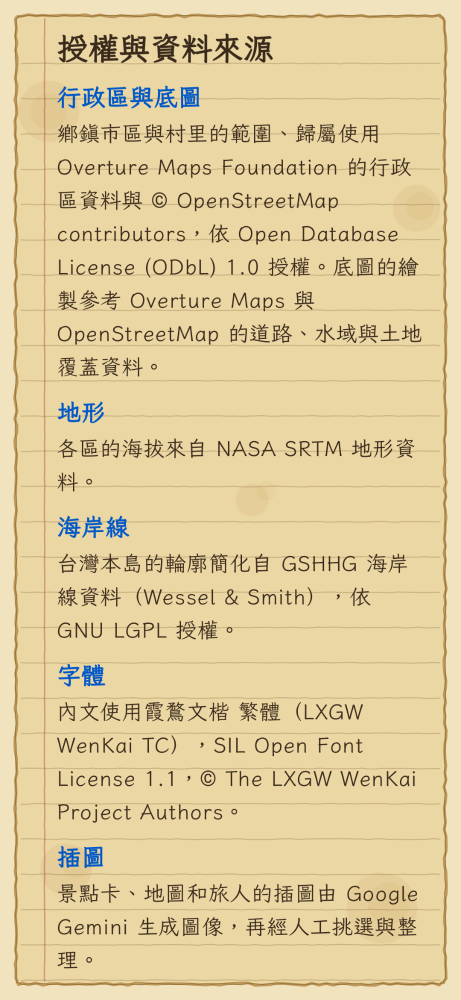 授權與資料來源
行政區與底圖
鄉鎮市區與村里的範圍、歸屬使用
Overture Maps Foundation 的行政
區資料與 © OpenStreetMap
contributors，依 Open Database
License (ODbL) 1.0 授權。底圖的繪
製參考 Overture Maps 與
OpenStreetMap 的道路、水域與土地
覆蓋資料。
地形
各區的海拔來自 NASA SRTM 地形資
料。
海岸線
台灣本島的輪廓簡化自 GSHHG 海岸
線資料（Wessel & Smith），依
GNU LGPL 授權。
字體
內文使用霞鶩文楷 繁體（LXGW
WenKai TC），SIL Open Font
License 1.1，© The LXGW WenKai
Project Authors。
插圖
景點卡、地圖和旅人的插圖由 Google
Gemini 生成圖像，再經人工挑選與整
理。